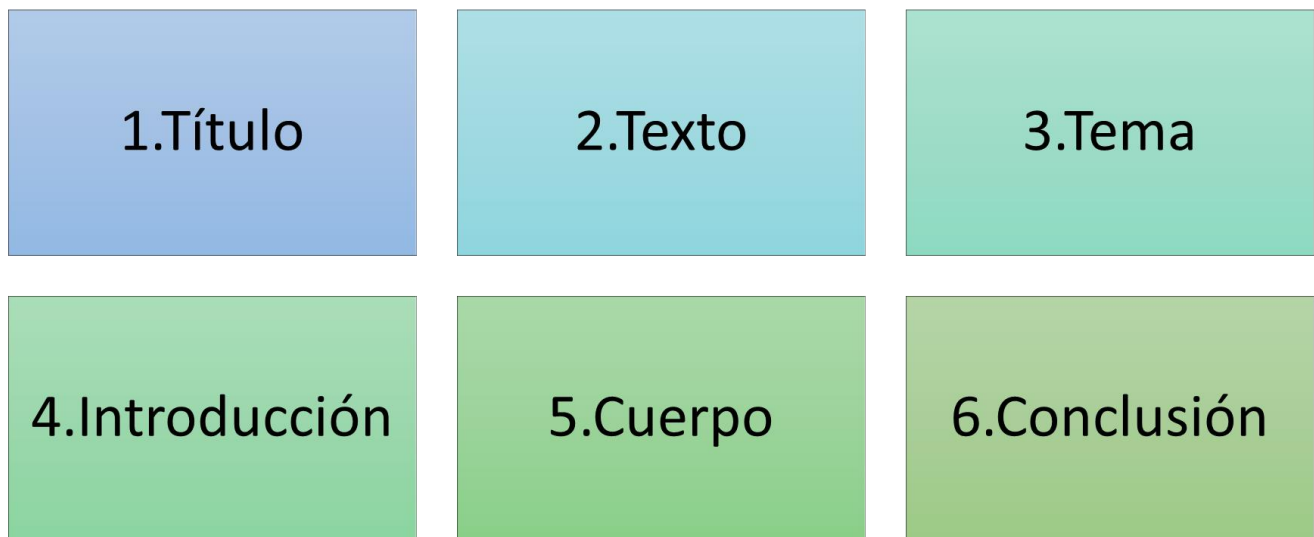 1.Título
2.Texto
3.Tema
4.Introducción
5.Cuerpo
6.Conclusión